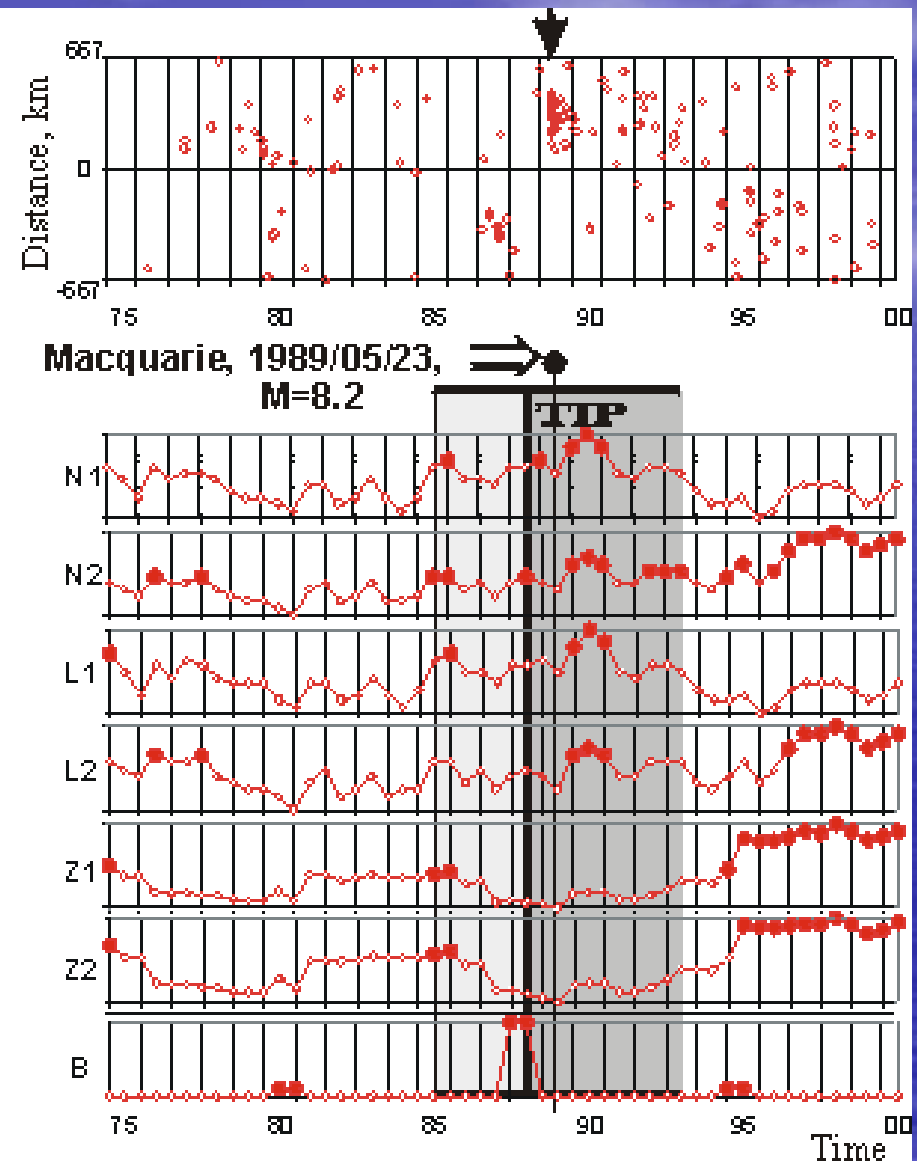 667
Distance, km
0
-667
75 80 85 90 95 00
Macquarie, 1989/05/23,
M=8.2
TIP
N1
N2
L1
L2
Z1
Z2
B
75 80 85 90 95 00
Time